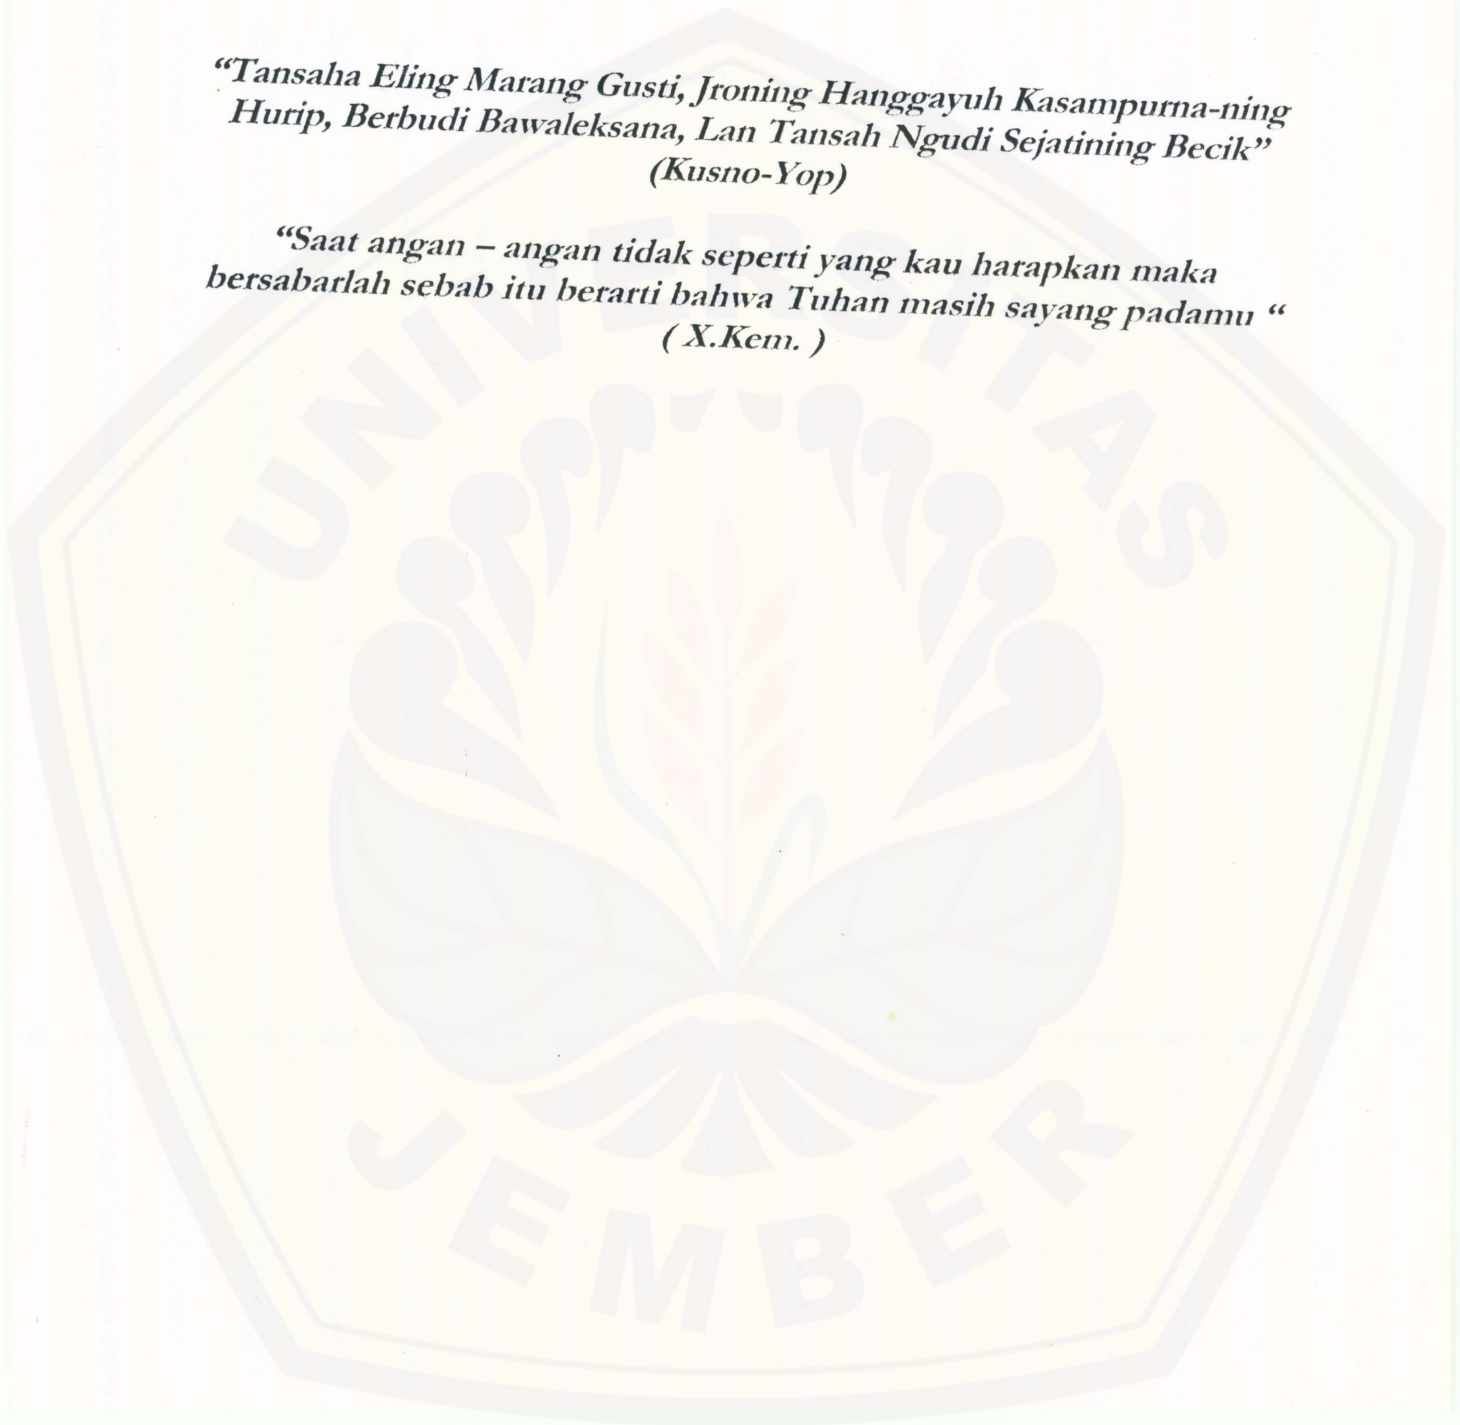 “Tansaha Eling Marang Gusti, Jroning Hanggayuh Kasampurna-ning
Hurip, Berbudi Bawaleksana, Lan Tansah Ngudi Sejatining Becik”
(Kusno-Yop)
“Saat angan – angan tidak seperti yang kau harapkan maka
bersabarlah sebab itu berarti bahwa Tuhan masih sayang padamu “
( X.Kem. )
UNIVERSITAS
JEMBER